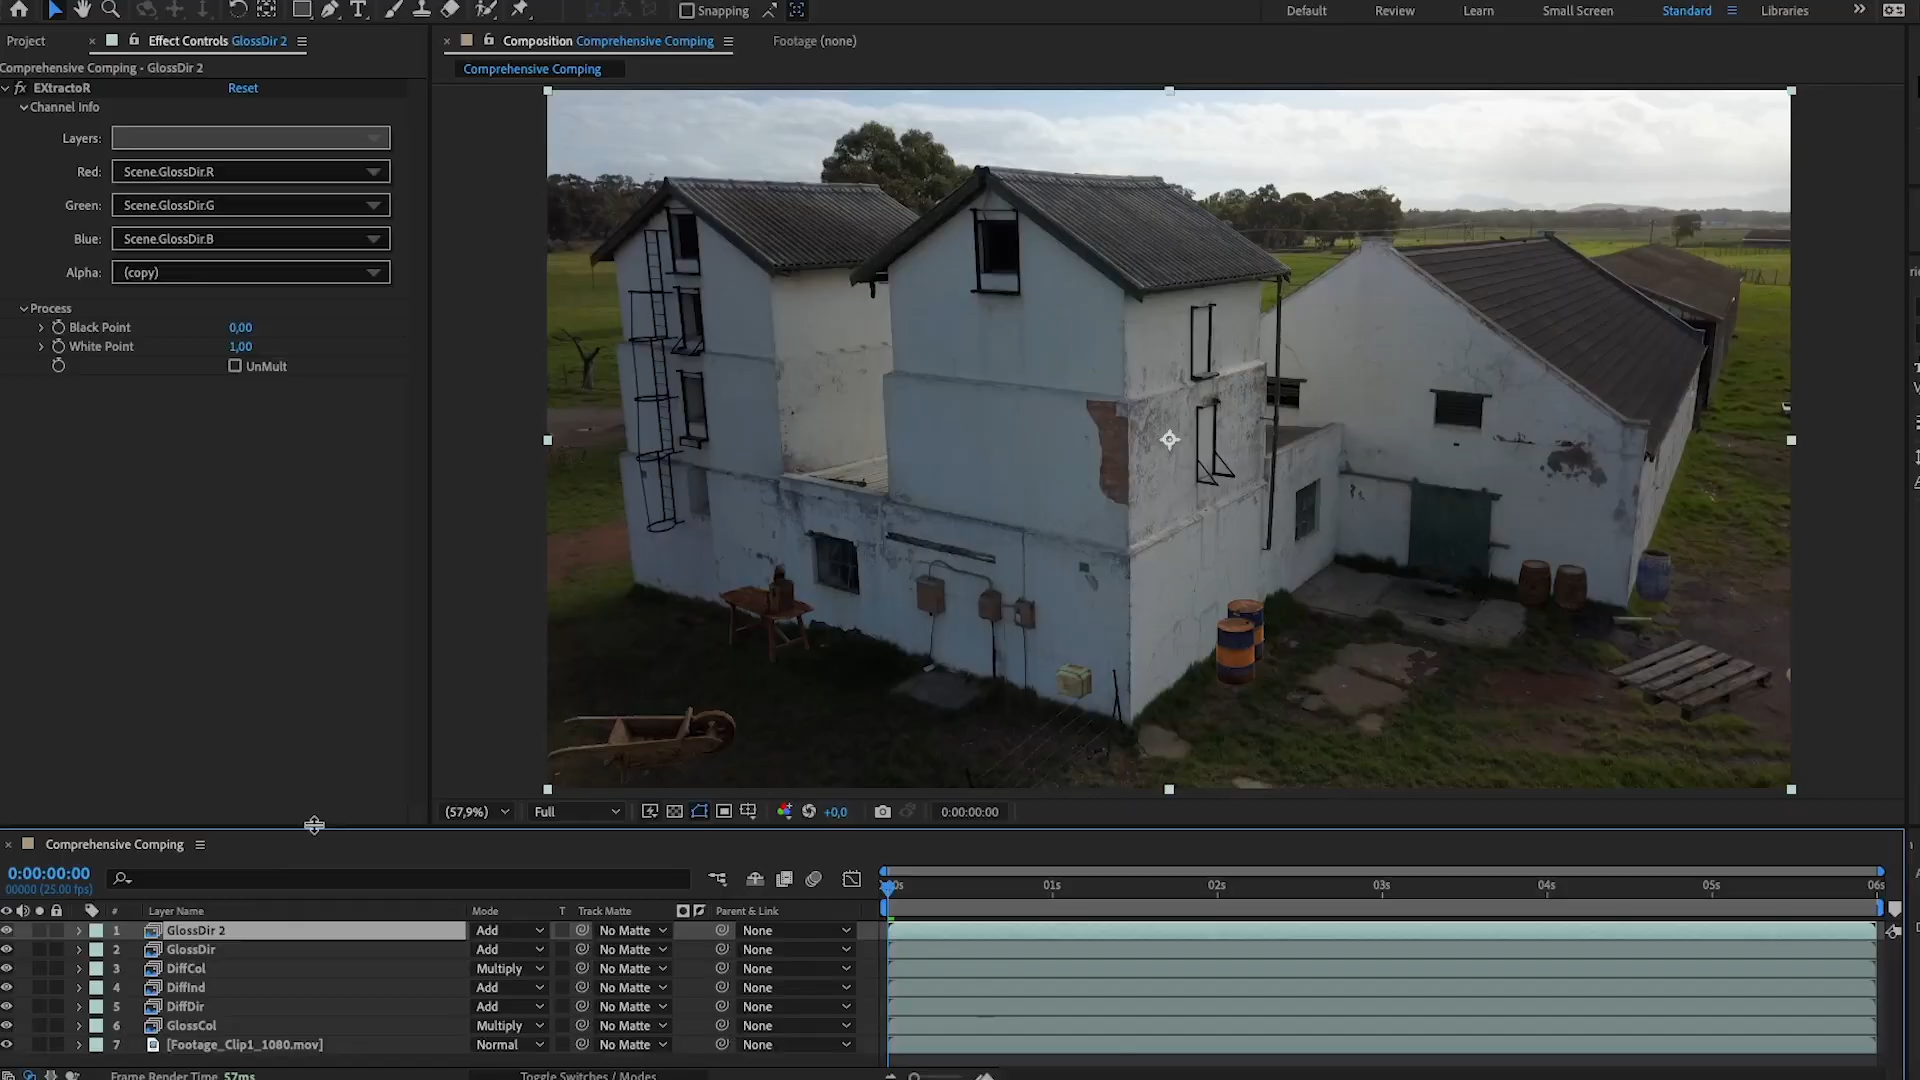 Snapping
Default
Review
Learn
Small Screen
Standard
Libraries
Project
Effect Controls GlossDir 2
Composition Comprehensive Comping
Footage (none)
Comprehensive Comping - GlossDir 2
Comprehensive Comping
fx EXtractoR Reset
Channel Info
Layers:
Red: Scene.GlossDir.R
Green: Scene.GlossDir.G
Blue: Scene.GlossDir.B
Alpha: (copy)
Process
Black Point 0,00
White Point 1,00
UnMult
(57,9%) Full +0,0 0:00:00:00
Comprehensive Comping
0:00:00:00
00000 (25.00 fps)
01s 02s 03s 04s 05s 06s
# Layer Name Mode T Track Matte Parent & Link
1 GlossDir 2 Add No Matte None
2 GlossDir Add No Matte None
3 DiffCol Multiply No Matte None
4 DiffInd Add No Matte None
5 DiffDir Add No Matte None
6 GlossCol Multiply No Matte None
7 [Footage_Clip1_1080.mov] Normal No Matte None
Frame Render Time 57ms Toggle Switches / Modes